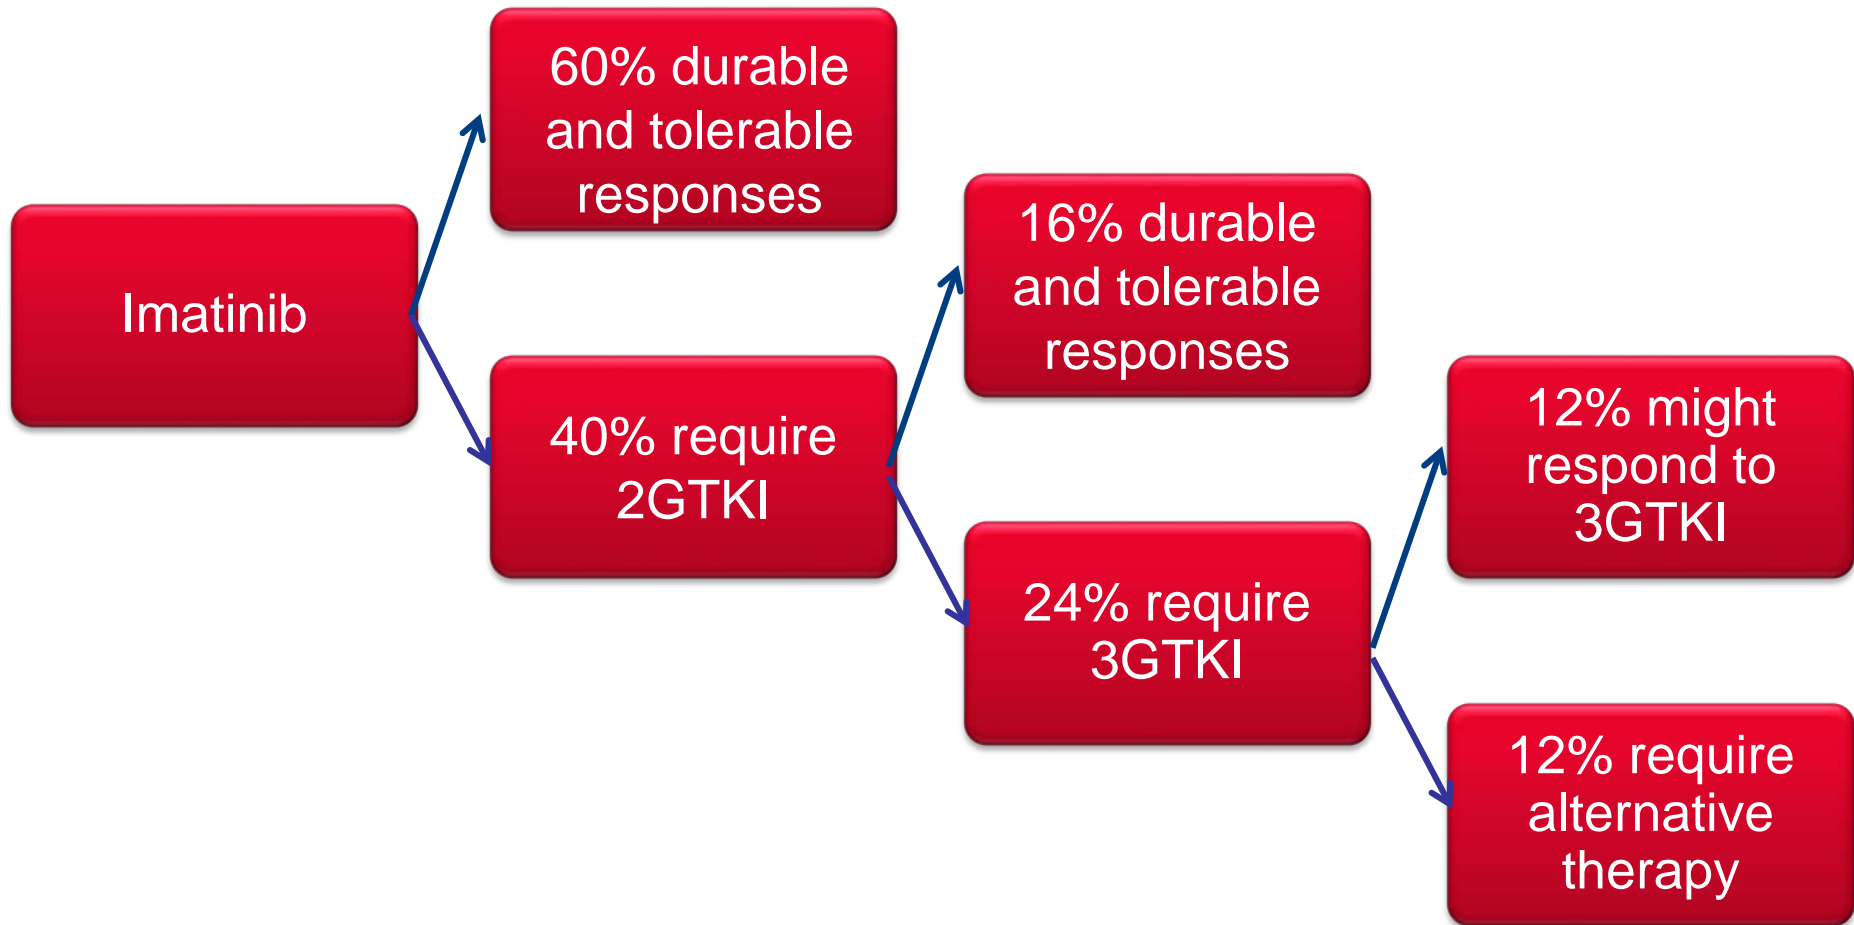 Imatinib
60% durable
and tolerable
responses
40% require
2GTKI
16% durable
and tolerable
responses
24% require
3GTKI
12% might
respond to
3GTKI
12% require
alternative
therapy